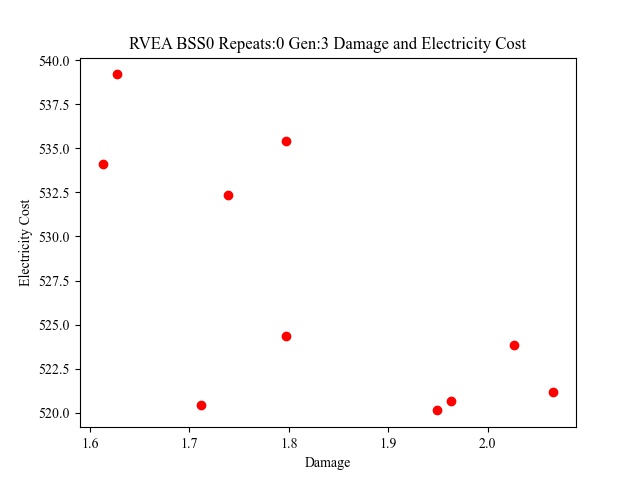 RVEA BSS0 Repeats:0 Gen:3 Damage and Electricity Cost
540.0
537.5
535.0
532.5
530.0
527.5
525.0
522.5
520.0
Electricity Cost
1.6 1.7 1.8 1.9 2.0
Damage